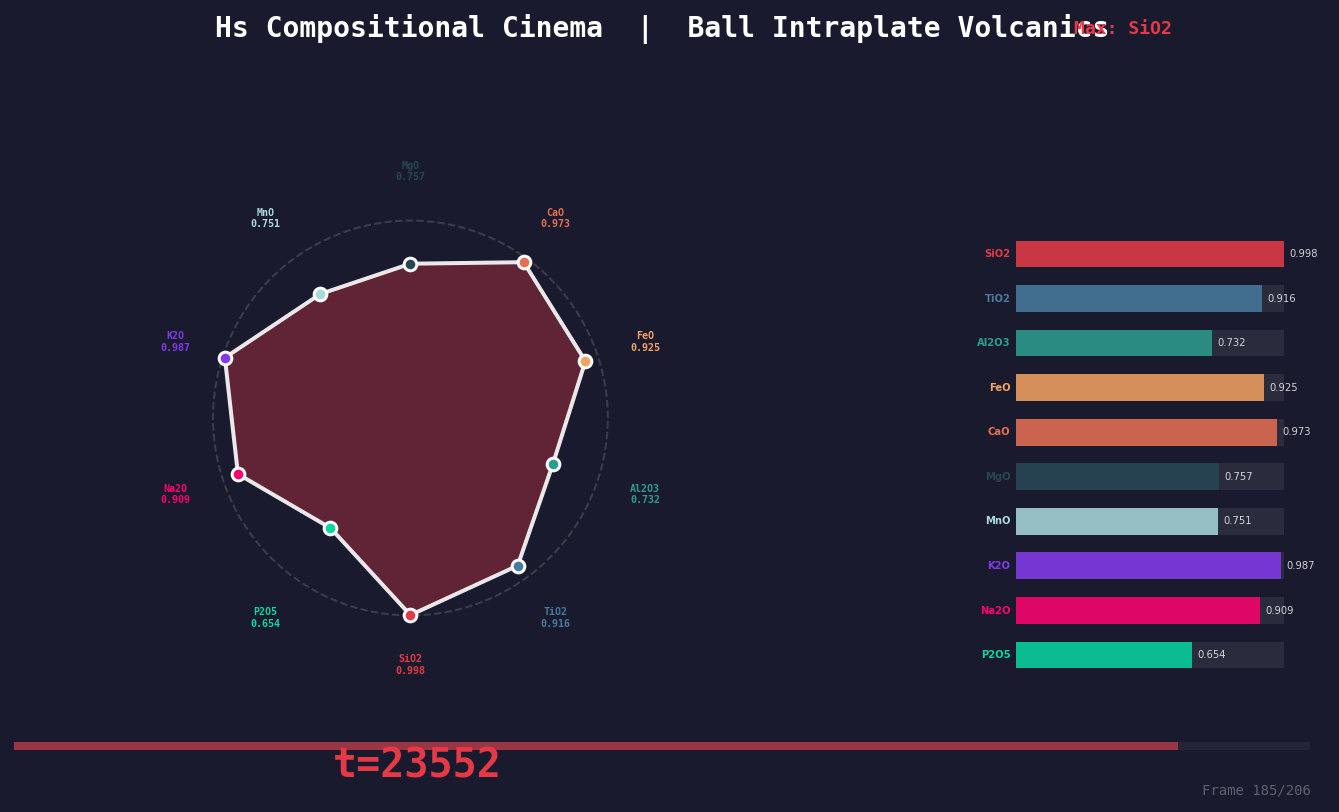 Hs Compositional Cinema  |  Ball Intraplate Volcanics
Max: SiO2
MgO
0.757
MnO
0.751
CaO
0.973
K2O
0.987
FeO
0.925
Na2O
0.909
Al2O3
0.732
P2O5
0.654
TiO2
0.916
SiO2
0.998
SiO2 0.998
TiO2 0.916
Al2O3 0.732
FeO 0.925
CaO 0.973
MgO 0.757
MnO 0.751
K2O 0.987
Na2O 0.909
P2O5 0.654
t=23552
Frame 185/206